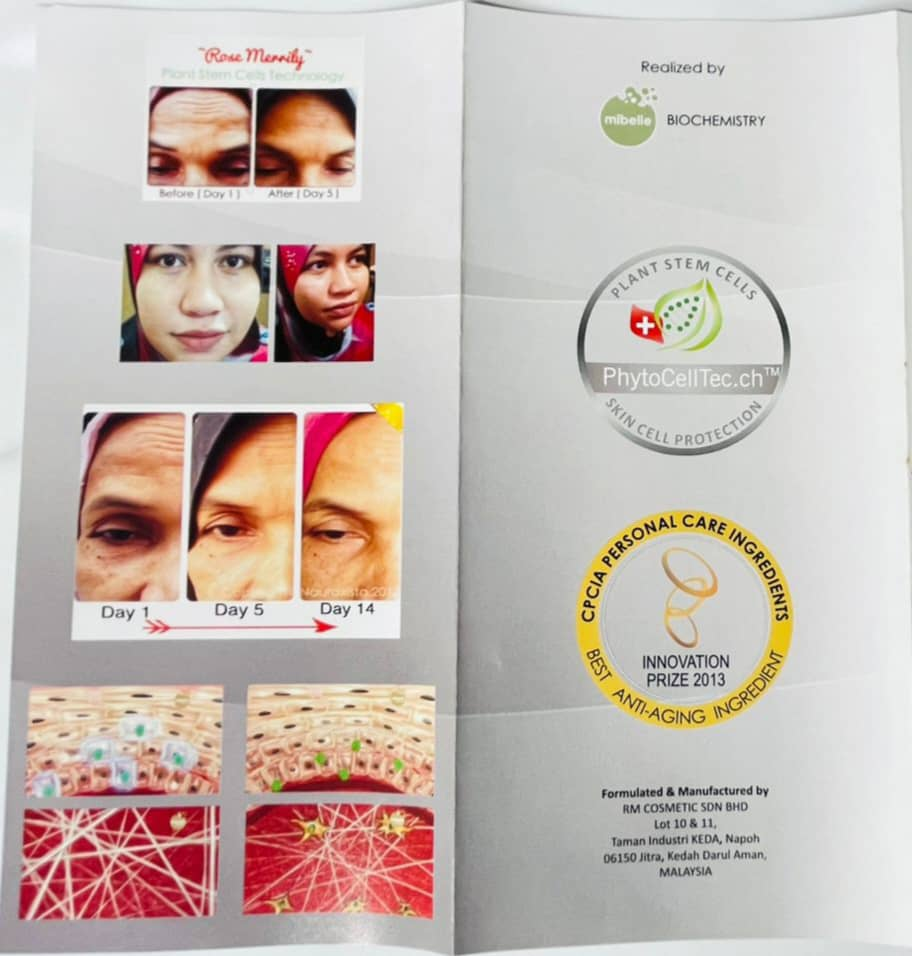 ~Rose Merrily~
Plant Stem Cells Technology
Before [ Day 1 ]
After [ Day 5 ]
Day 1
Day 5
Day 14
Realized by
mibelle
BIOCHEMISTRY
PLANT STEM CELLS
PhytoCellTec.ch™
SKIN CELL PROTECTION
CPCIA PERSONAL CARE INGREDIENTS
INNOVATION
PRIZE 2013
BEST ANTI-AGING INGREDIENT
Formulated & Manufactured by
RM COSMETIC SDN BHD
Lot 10 & 11,
Taman Industri KEDA, Napoh
06150 Jitra, Kedah Darul Aman,
MALAYSIA